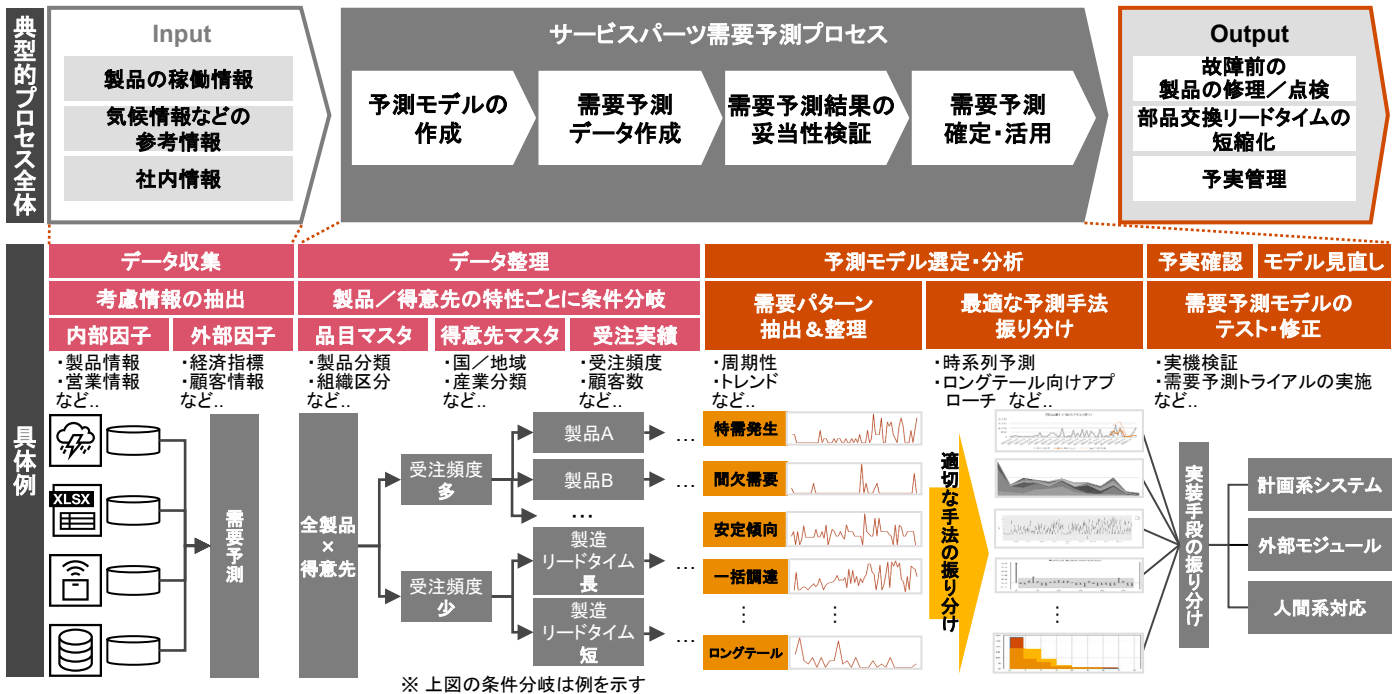 典型的プロセス全体
Input
製品の稼働情報
気候情報などの
参考情報
社内情報
サービスパーツ需要予測プロセス
予測モデルの
作成
需要予測
データ作成
需要予測結果の
妥当性検証
需要予測
確定・活用
Output
故障前の
製品の修理／点検
部品交換リードタイムの
短縮化
予実管理
具体例
データ収集
データ整理
予測モデル選定・分析
予実確認
モデル見直し
考慮情報の抽出
製品／得意先の特性ごとに条件分岐
需要パターン
抽出＆整理
最適な予測手法
振り分け
需要予測モデルの
テスト・修正
内部因子
外部因子
品目マスタ
得意先マスタ
受注実績
・製品情報
・営業情報
など..
・経済指標
・顧客情報
など..
・製品分類
・組織区分
など..
・国／地域
・産業分類
など..
・受注頻度
・顧客数
など..
・周期性
・トレンド
など..
・時系列予測
・ロングテール向けアプ
ローチ など..
・実機検証
・需要予測トライアルの実施
など..
XLSX
需要予測
全製品
×
得意先
受注頻度
多
受注頻度
少
製品A
製品B
…
製造
リードタイム
長
製造
リードタイム
短
…
…
…
…
特需発生
間欠需要
安定傾向
一括調達
⋮
⋮
ロングテール
適切な手法の振り分け
実装手段の振り分け
計画系システム
外部モジュール
人間系対応
※ 上図の条件分岐は例を示す